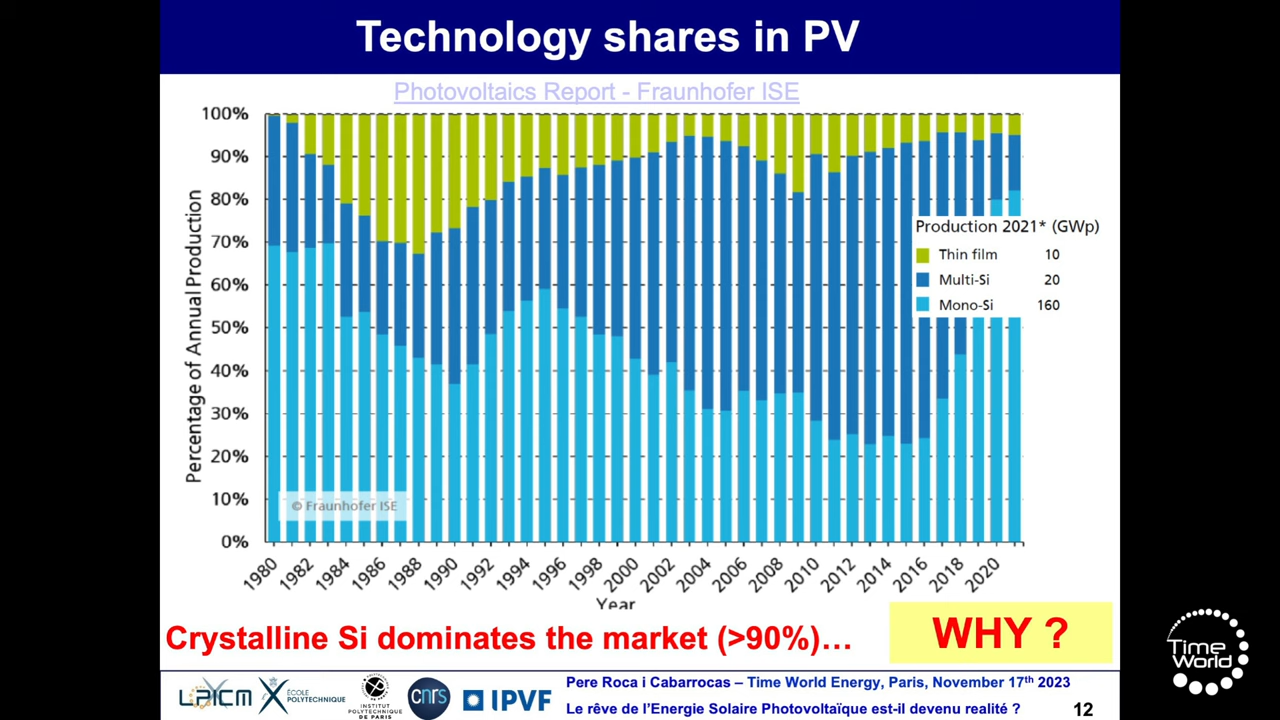 Technology shares in PV
Photovoltaics Report - Fraunhofer ISE
100%
90%
80%
70%
60%
50%
40%
30%
20%
10%
0%
Percentage of Annual Production
Production 2021* (GWp)
Thin film 10
Multi-Si 20
Mono-Si 160
© Fraunhofer ISE
1980 1982 1984 1986 1988 1990 1992 1994 1996 1998 2000 2002 2004 2006 2008 2010 2012 2014 2016 2018 2020
Year
Crystalline Si dominates the market (>90%)…
WHY ?
LPICM
ÉCOLE
POLYTECHNIQUE
INSTITUT
POLYTECHNIQUE
DE PARIS
cnrs
IPVF
Pere Roca i Cabarrocas – Time World Energy, Paris, November 17th 2023
Le rêve de l’Energie Solaire Photovoltaïque est-il devenu realité ?
12
Time
World